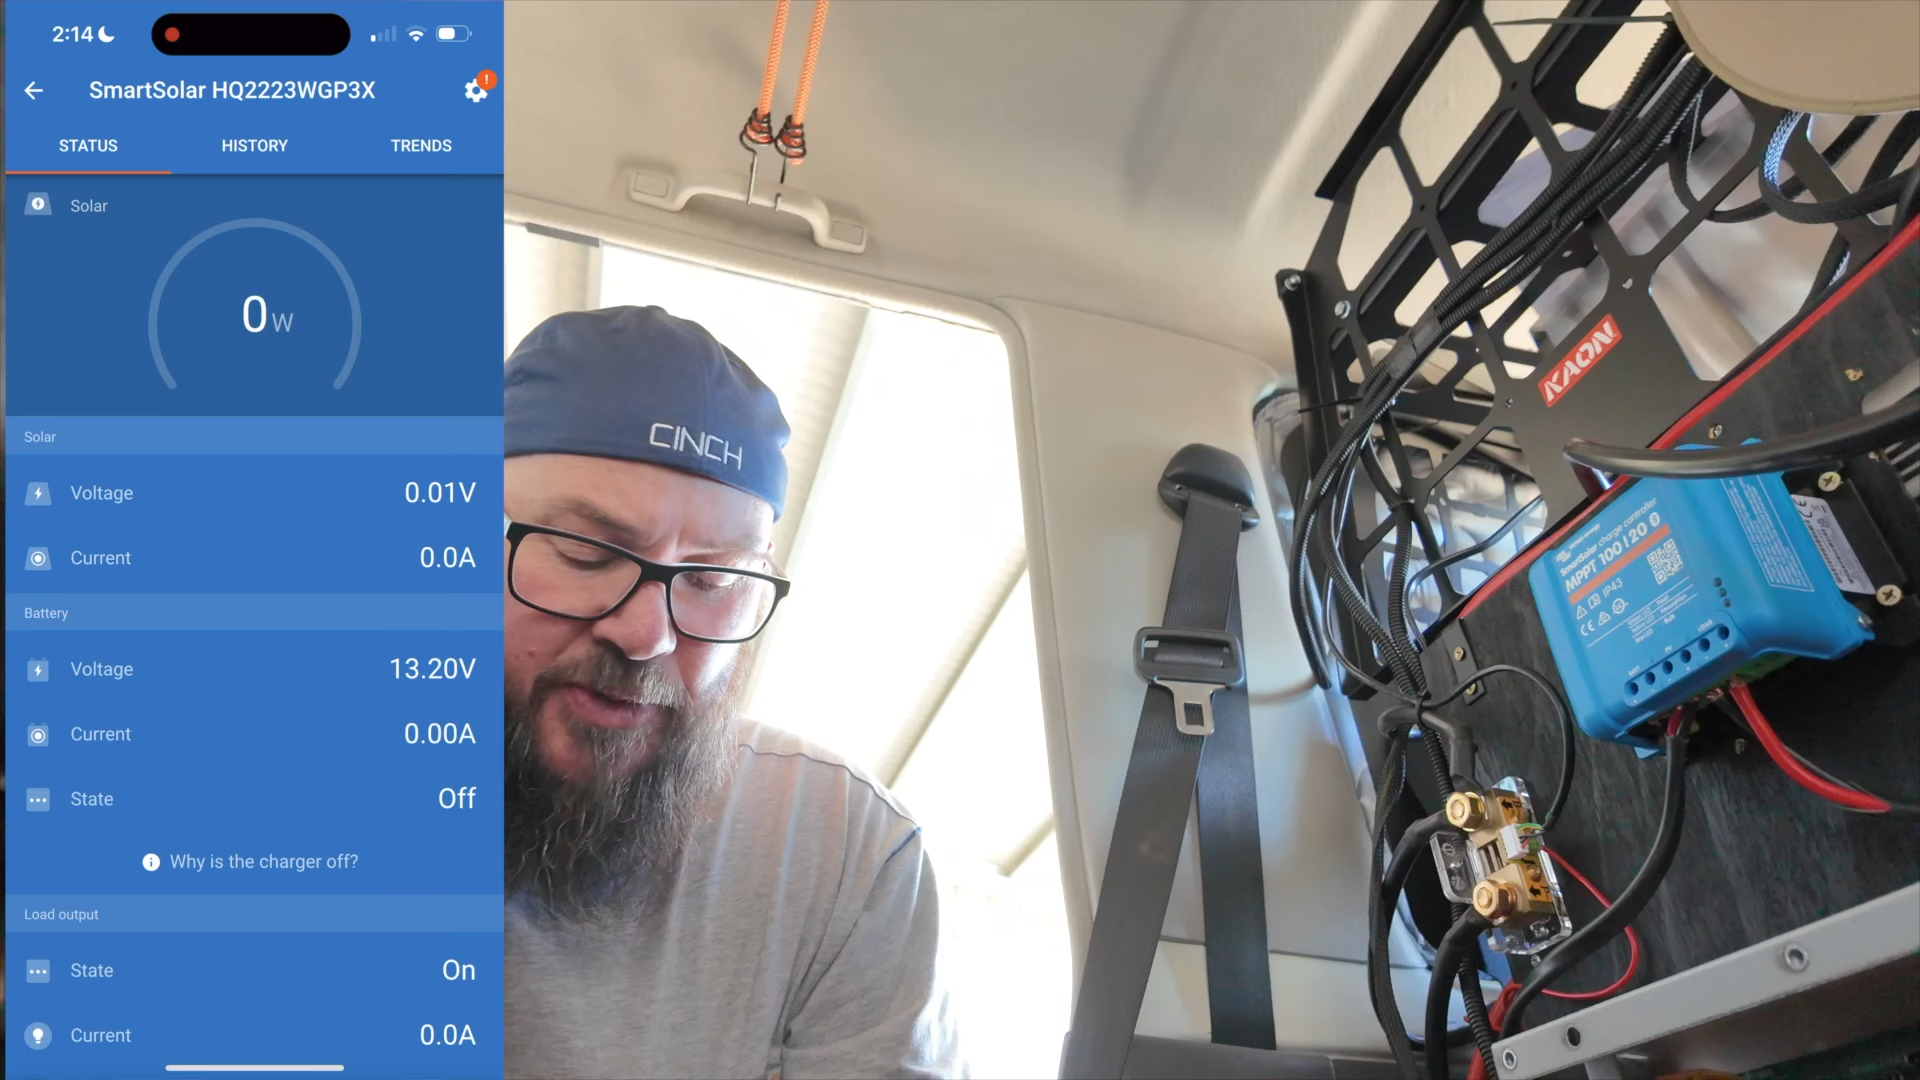 2:14
SmartSolar HQ2223WGP3X
!
STATUS
HISTORY
TRENDS
Solar
0W
Solar
Voltage
0.01V
Current
0.0A
Battery
Voltage
13.20V
Current
0.00A
State
Off
Why is the charger off?
Load output
State
On
Current
0.0A
CINCH
KAON
SmartSolar charge controller
MPPT 100|20
IP43